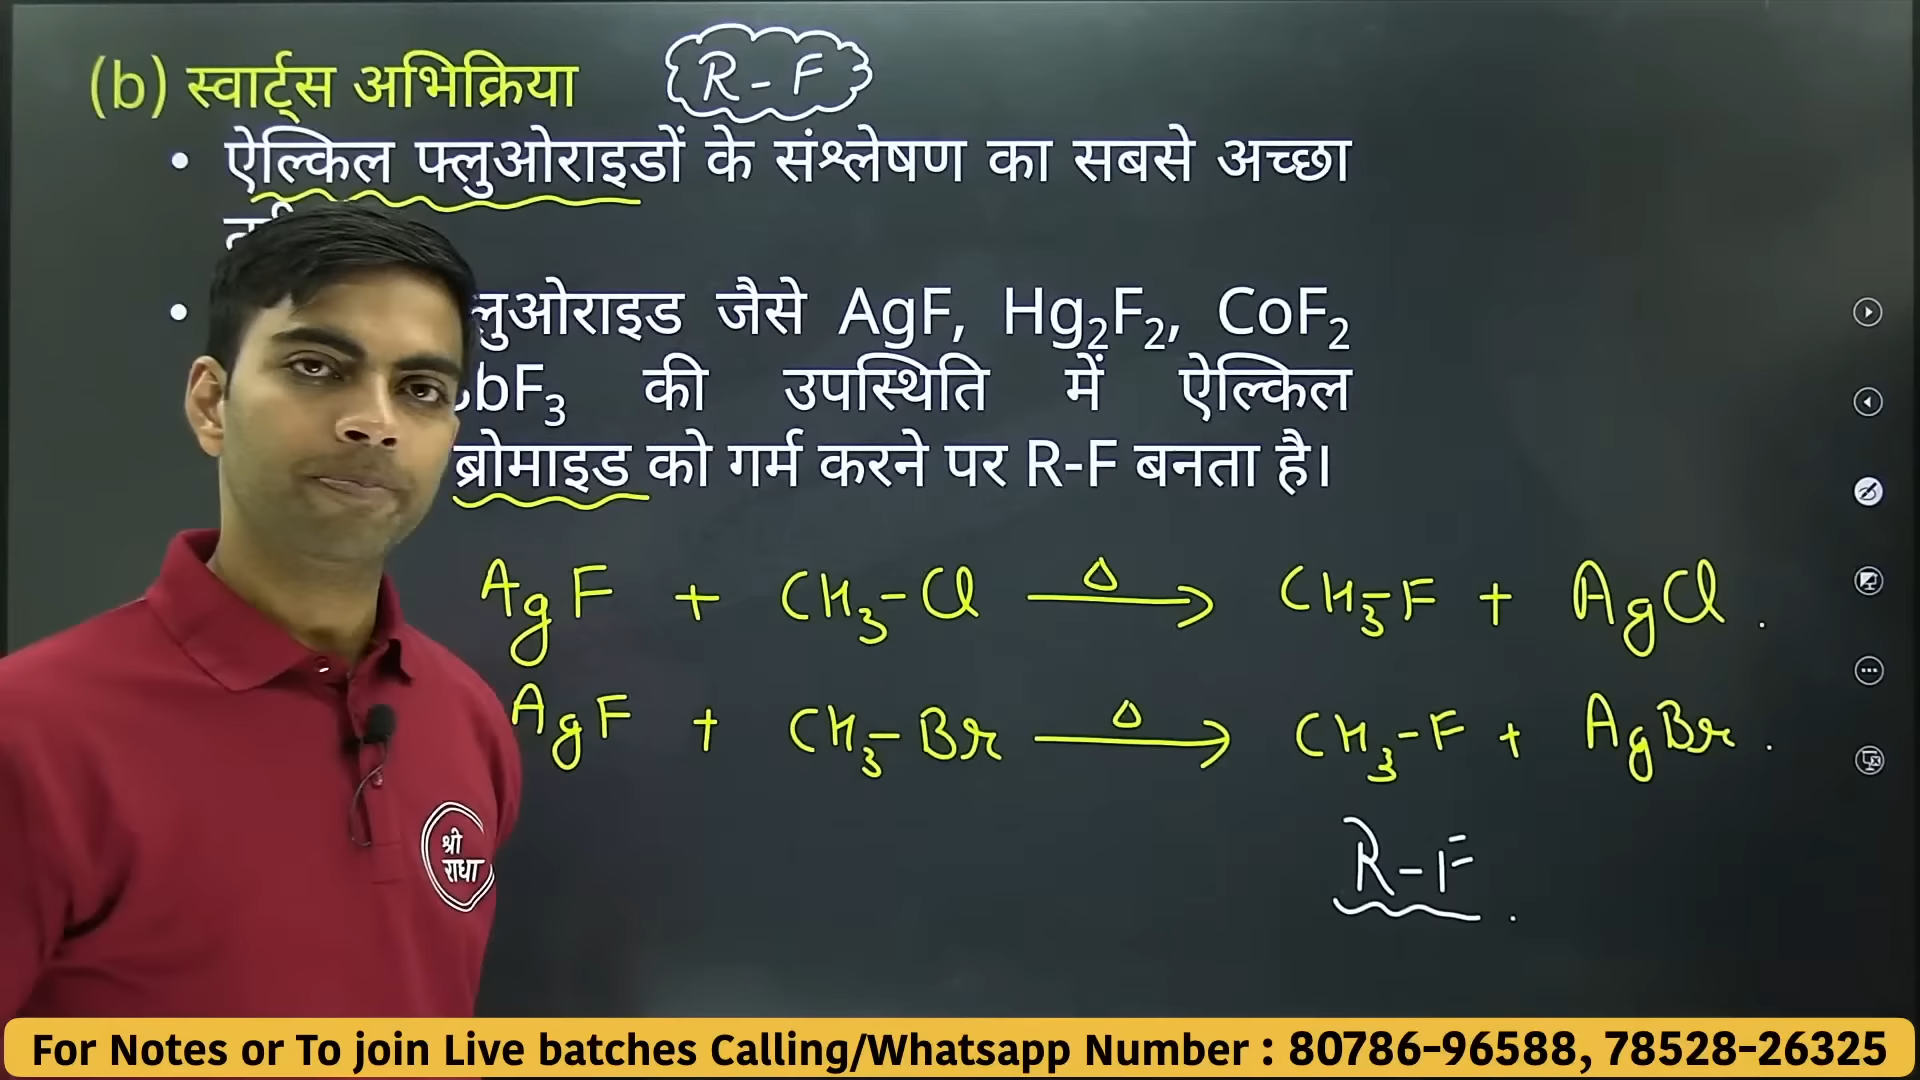 (b) स्वार्ट्स अभिक्रिया R-F
• ऐल्किल फ्लुओराइडों के संश्लेषण का सबसे अच्छा
• लुओराइड जैसे AgF, Hg₂F₂, CoF₂
bF₃ की उपस्थिति में ऐल्किल
ब्रोमाइड को गर्म करने पर R-F बनता है।
AgF + CH₃-Cl →Δ CH₃-F + AgCl .
AgF + CH₃-Br →Δ CH₃-F + AgBr .
R-F .
श्री
राधा
For Notes or To join Live batches Calling/Whatsapp Number : 80786-96588, 78528-26325